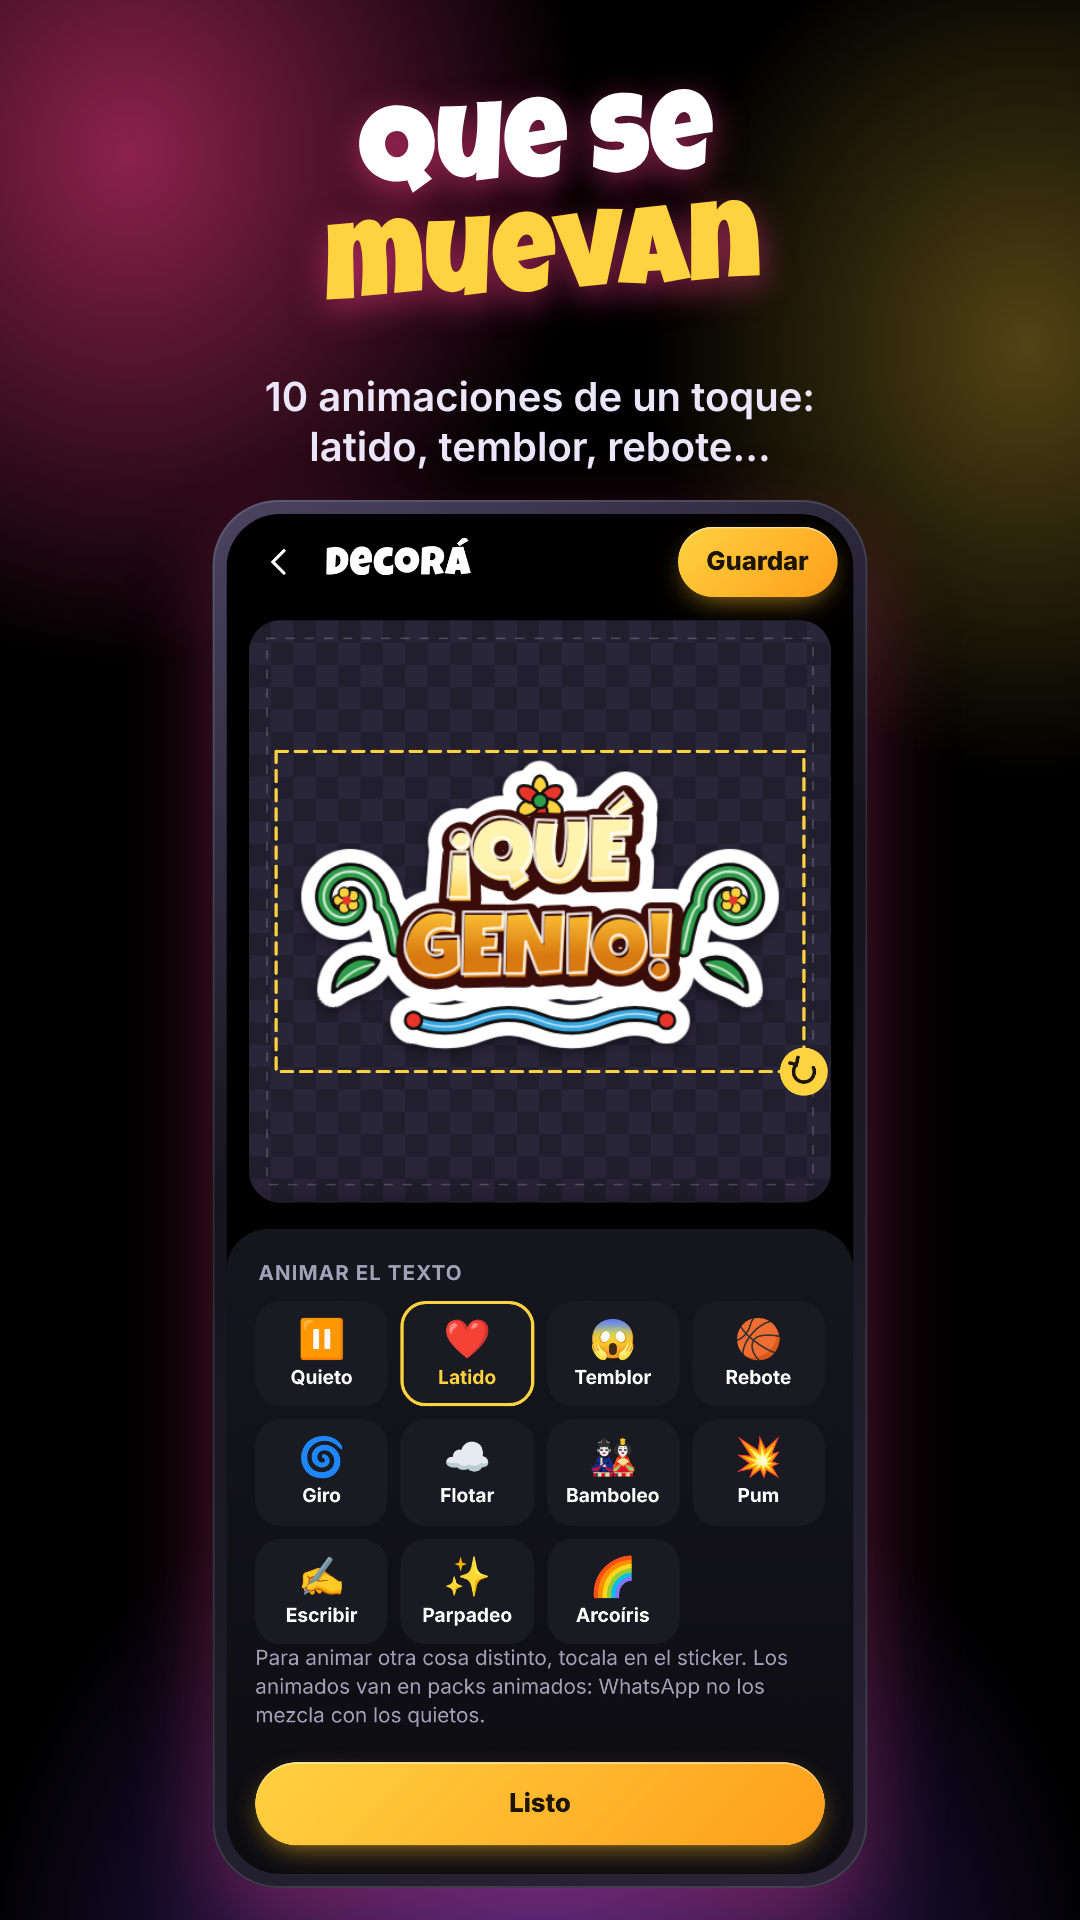 Que se
muevan
10 animaciones de un toque:
latido, temblor, rebote...
Decorá
Guardar
¡QUÉ
GENIO!
ANIMAR EL TEXTO
Quieto
Latido
Temblor
Rebote
Giro
Flotar
Bamboleo
Pum
Escribir
Parpadeo
Arcoíris
Para animar otra cosa distinto, tocala en el sticker. Los
animados van en packs animados: WhatsApp no los
mezcla con los quietos.
Listo